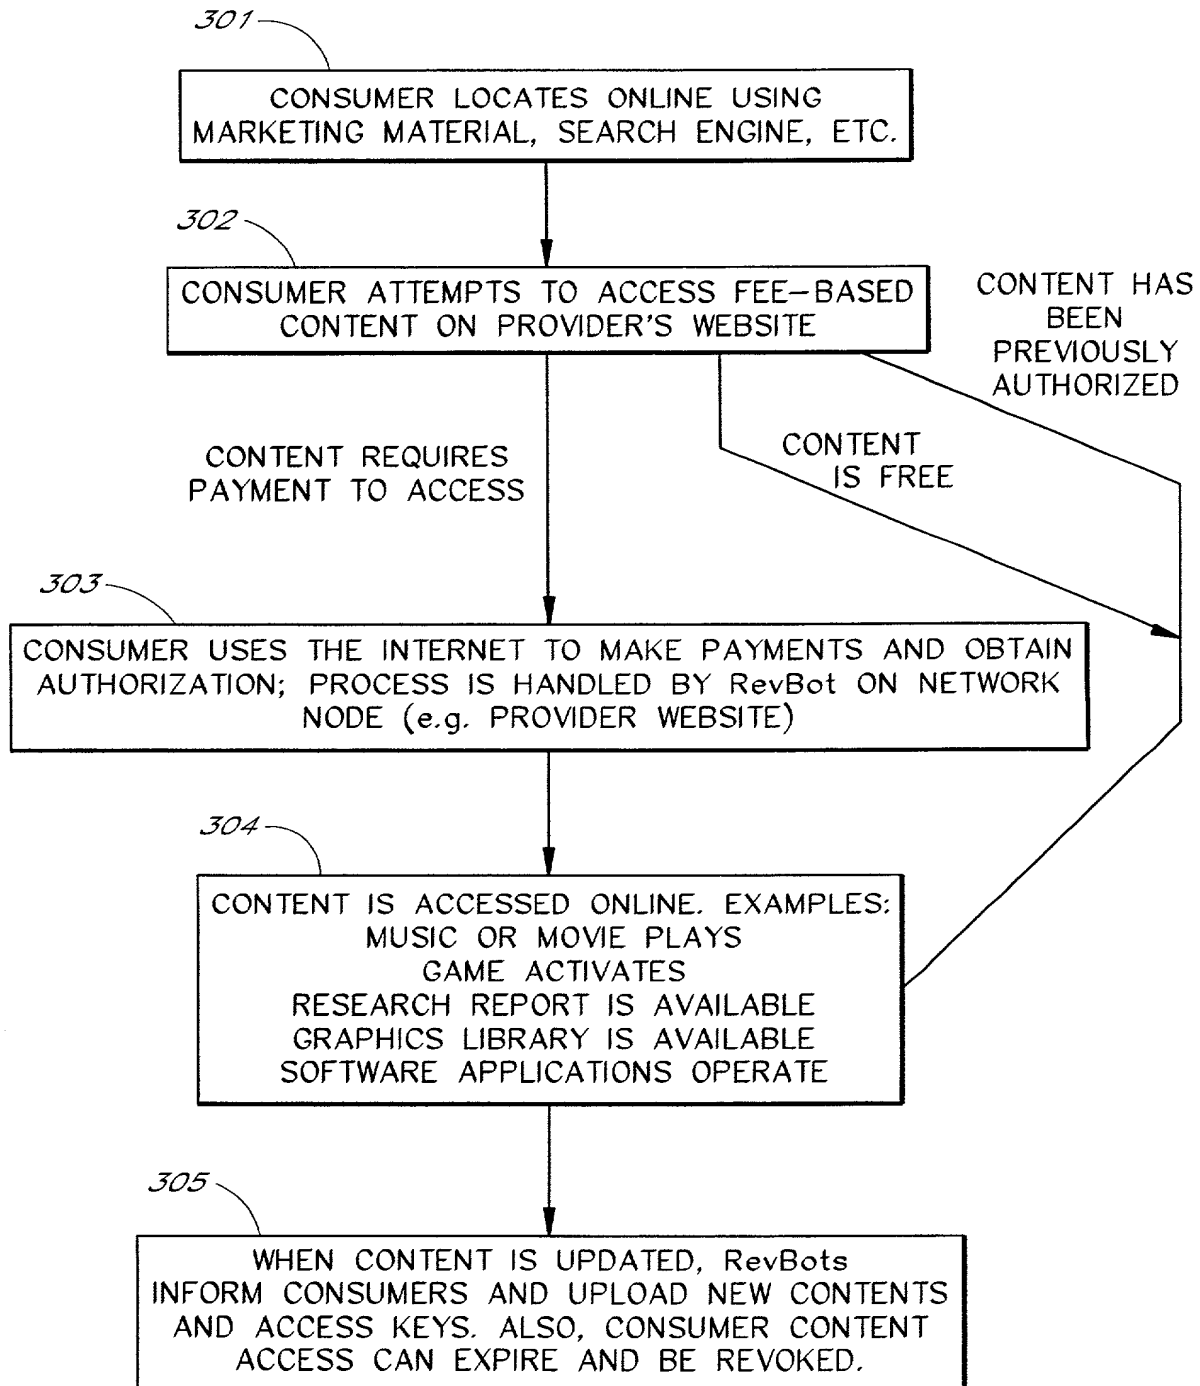 301
CONSUMER LOCATES ONLINE USING
MARKETING MATERIAL, SEARCH ENGINE, ETC.
302
CONSUMER ATTEMPTS TO ACCESS FEE-BASED
CONTENT ON PROVIDER'S WEBSITE
CONTENT HAS
BEEN
PREVIOUSLY
AUTHORIZED
CONTENT REQUIRES
PAYMENT TO ACCESS
CONTENT
IS FREE
303
CONSUMER USES THE INTERNET TO MAKE PAYMENTS AND OBTAIN
AUTHORIZATION; PROCESS IS HANDLED BY RevBot ON NETWORK
NODE (e.g. PROVIDER WEBSITE)
304
CONTENT IS ACCESSED ONLINE. EXAMPLES:
MUSIC OR MOVIE PLAYS
GAME ACTIVATES
RESEARCH REPORT IS AVAILABLE
GRAPHICS LIBRARY IS AVAILABLE
SOFTWARE APPLICATIONS OPERATE
305
WHEN CONTENT IS UPDATED, RevBots
INFORM CONSUMERS AND UPLOAD NEW CONTENTS
AND ACCESS KEYS. ALSO, CONSUMER CONTENT
ACCESS CAN EXPIRE AND BE REVOKED.